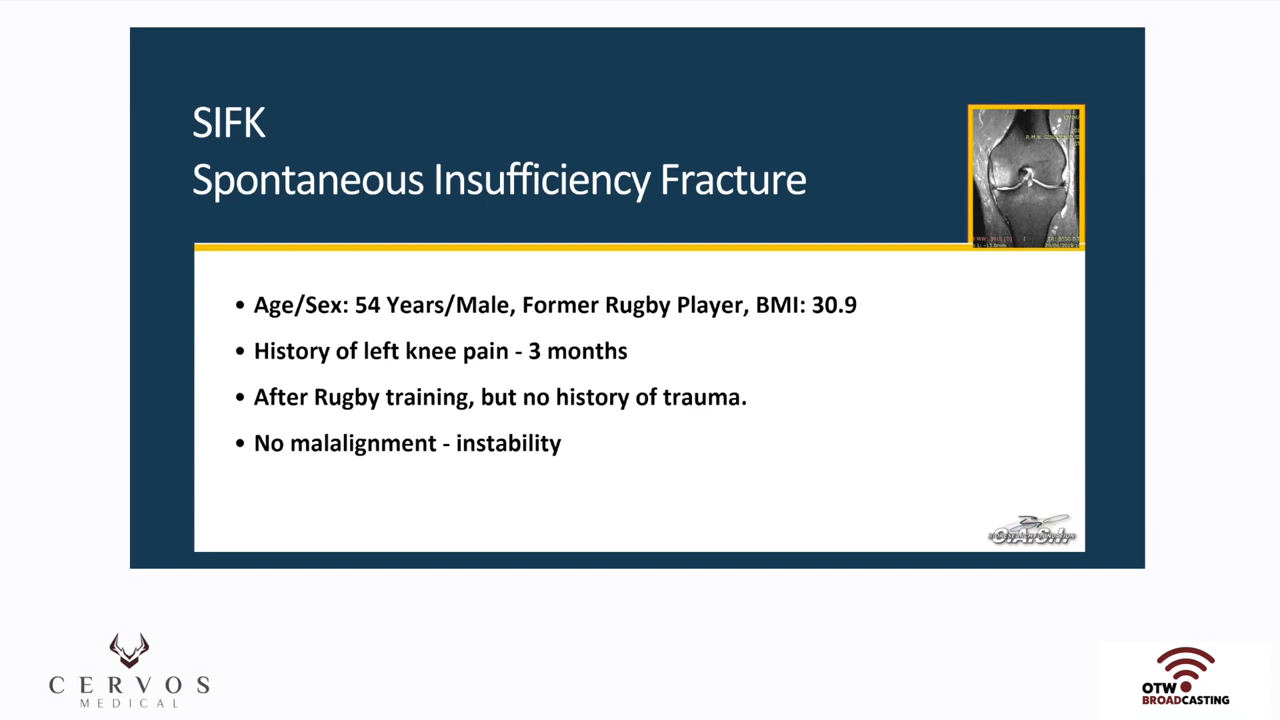 SIFK
Spontaneous Insufficiency Fracture
• Age/Sex: 54 Years/Male, Former Rugby Player, BMI: 30.9
• History of left knee pain - 3 months
• After Rugby training, but no history of trauma.
• No malalignment - instability
O.A.S.I.
CERVOS
MEDICAL
OTW
BROADCASTING